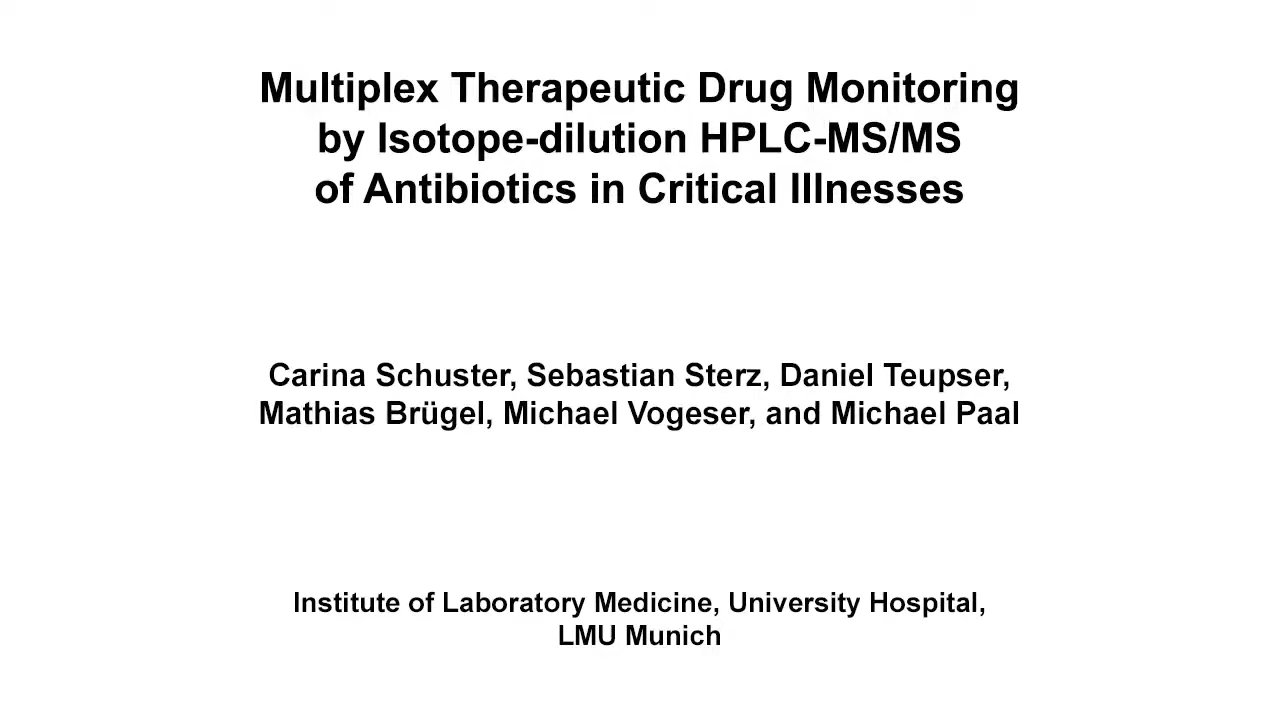 Multiplex Therapeutic Drug Monitoring
by Isotope-dilution HPLC-MS/MS
of Antibiotics in Critical Illnesses
Carina Schuster, Sebastian Sterz, Daniel Teupser,
Mathias Brügel, Michael Vogeser, and Michael Paal
Institute of Laboratory Medicine, University Hospital,
LMU Munich